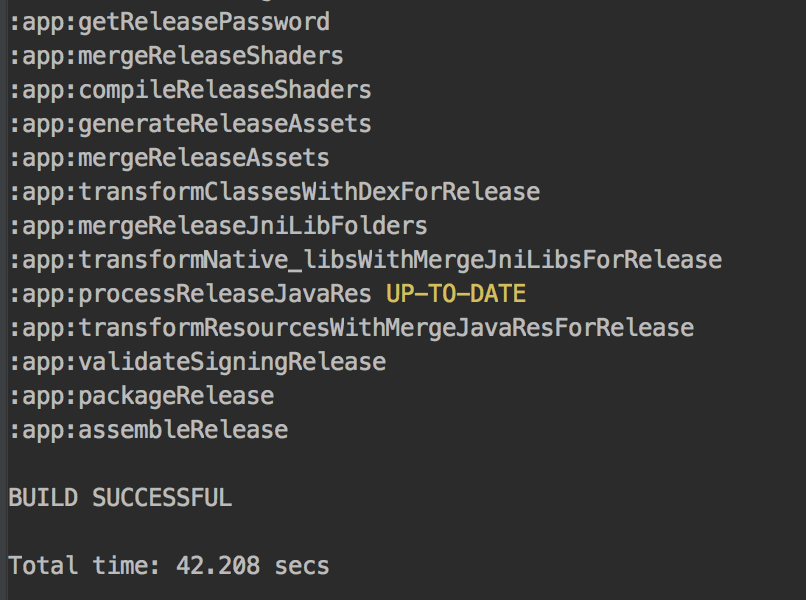 :app:getReleasePassword
:app:mergeReleaseShaders
:app:compileReleaseShaders
:app:generateReleaseAssets
:app:mergeReleaseAssets
:app:transformClassesWithDexForRelease
:app:mergeReleaseJniLibFolders
:app:transformNative_libsWithMergeJniLibsForRelease
:app:processReleaseJavaRes UP-TO-DATE
:app:transformResourcesWithMergeJavaResForRelease
:app:validateSigningRelease
:app:packageRelease
:app:assembleRelease
BUILD SUCCESSFUL
Total time: 42.208 secs